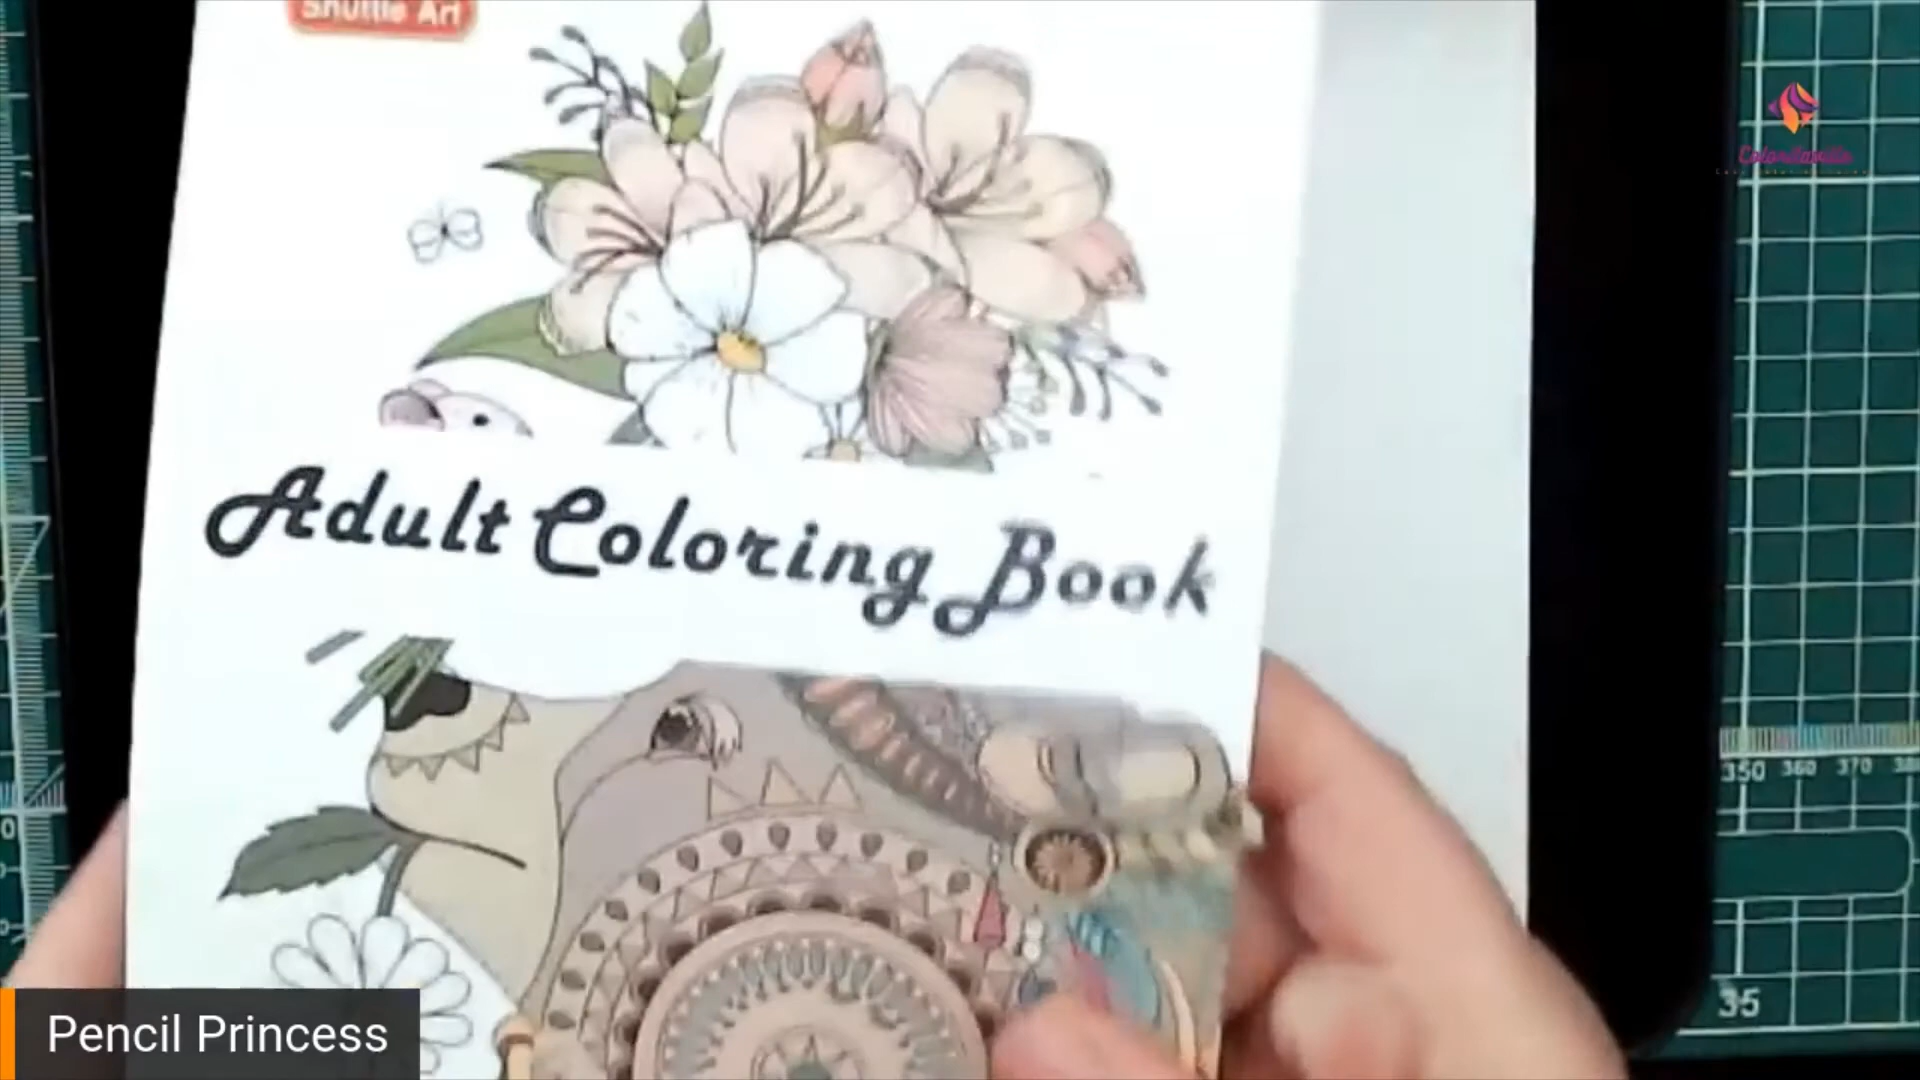 Shuttle Art
Adult Coloring Book
350 360 370
35
Pencil Princess